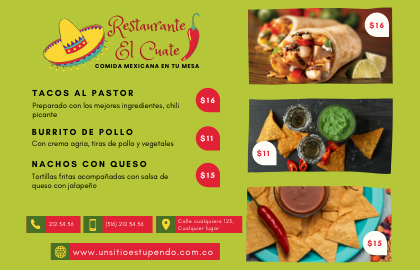 Restaurante
El Cuate
COMIDA MEXICANA EN TU MESA
TACOS AL PASTOR
Preparado con los mejores ingredientes, chili
picante
$16
BURRITO DE POLLO
Con crema agria, tiras de pollo y vegetales
$11
NACHOS CON QUESO
Tortillas fritas acompañadas con salsa de
queso con jalapeño
$15
212 34 56
(516) 212 34 56
Calle cualquiera 123,
Cualquier lugar
www.unsitioestupendo.com.co
$16
$11
$15